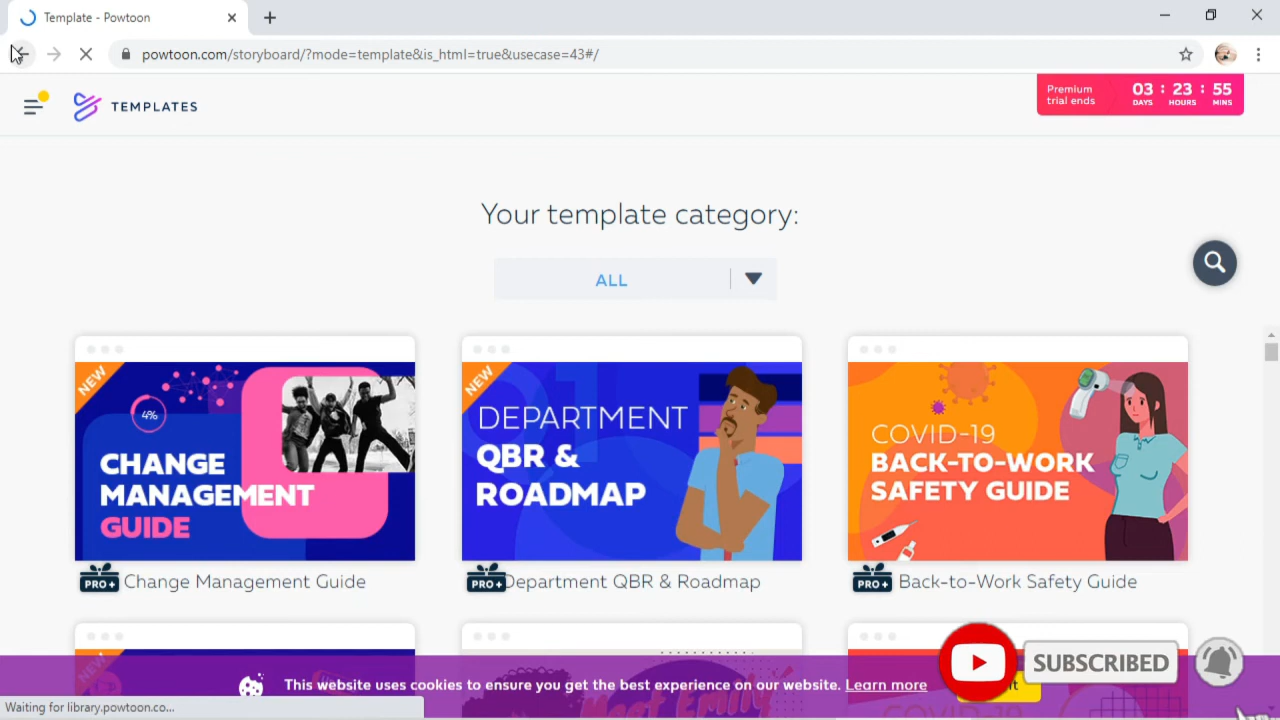 Template - Powtoon
powtoon.com/storyboard/?mode=template&is_html=true&usecase=43#/
TEMPLATES
Premium trial ends
03 : 23 : 55
DAYS HOURS MINS
Your template category:
ALL
NEW
4%
CHANGE
MANAGEMENT
GUIDE
NEW
DEPARTMENT
QBR &
ROADMAP
COVID-19
BACK-TO-WORK
SAFETY GUIDE
PRO+ Change Management Guide
PRO+ Department QBR & Roadmap
PRO+ Back-to-Work Safety Guide
NEW
Meet Emily
This website uses cookies to ensure you get the best experience on our website. Learn more
SUBSCRIBED
Waiting for library.powtoon.co...